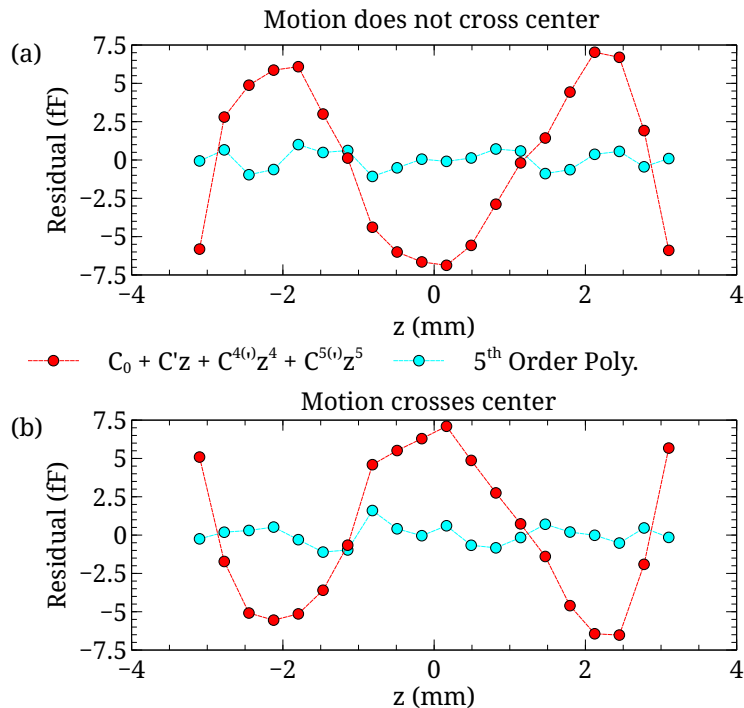 Motion does not cross center
(a)
7.5
5
2.5
0
−2.5
−5
−7.5
Residual (fF)
−4 −2 0 2 4
z (mm)
C₀ + C'z + C⁴⁽'⁾z⁴ + C⁵⁽'⁾z⁵ 5ᵗʰ Order Poly.
Motion crosses center
(b)
7.5
5
2.5
0
−2.5
−5
−7.5
Residual (fF)
−4 −2 0 2 4
z (mm)